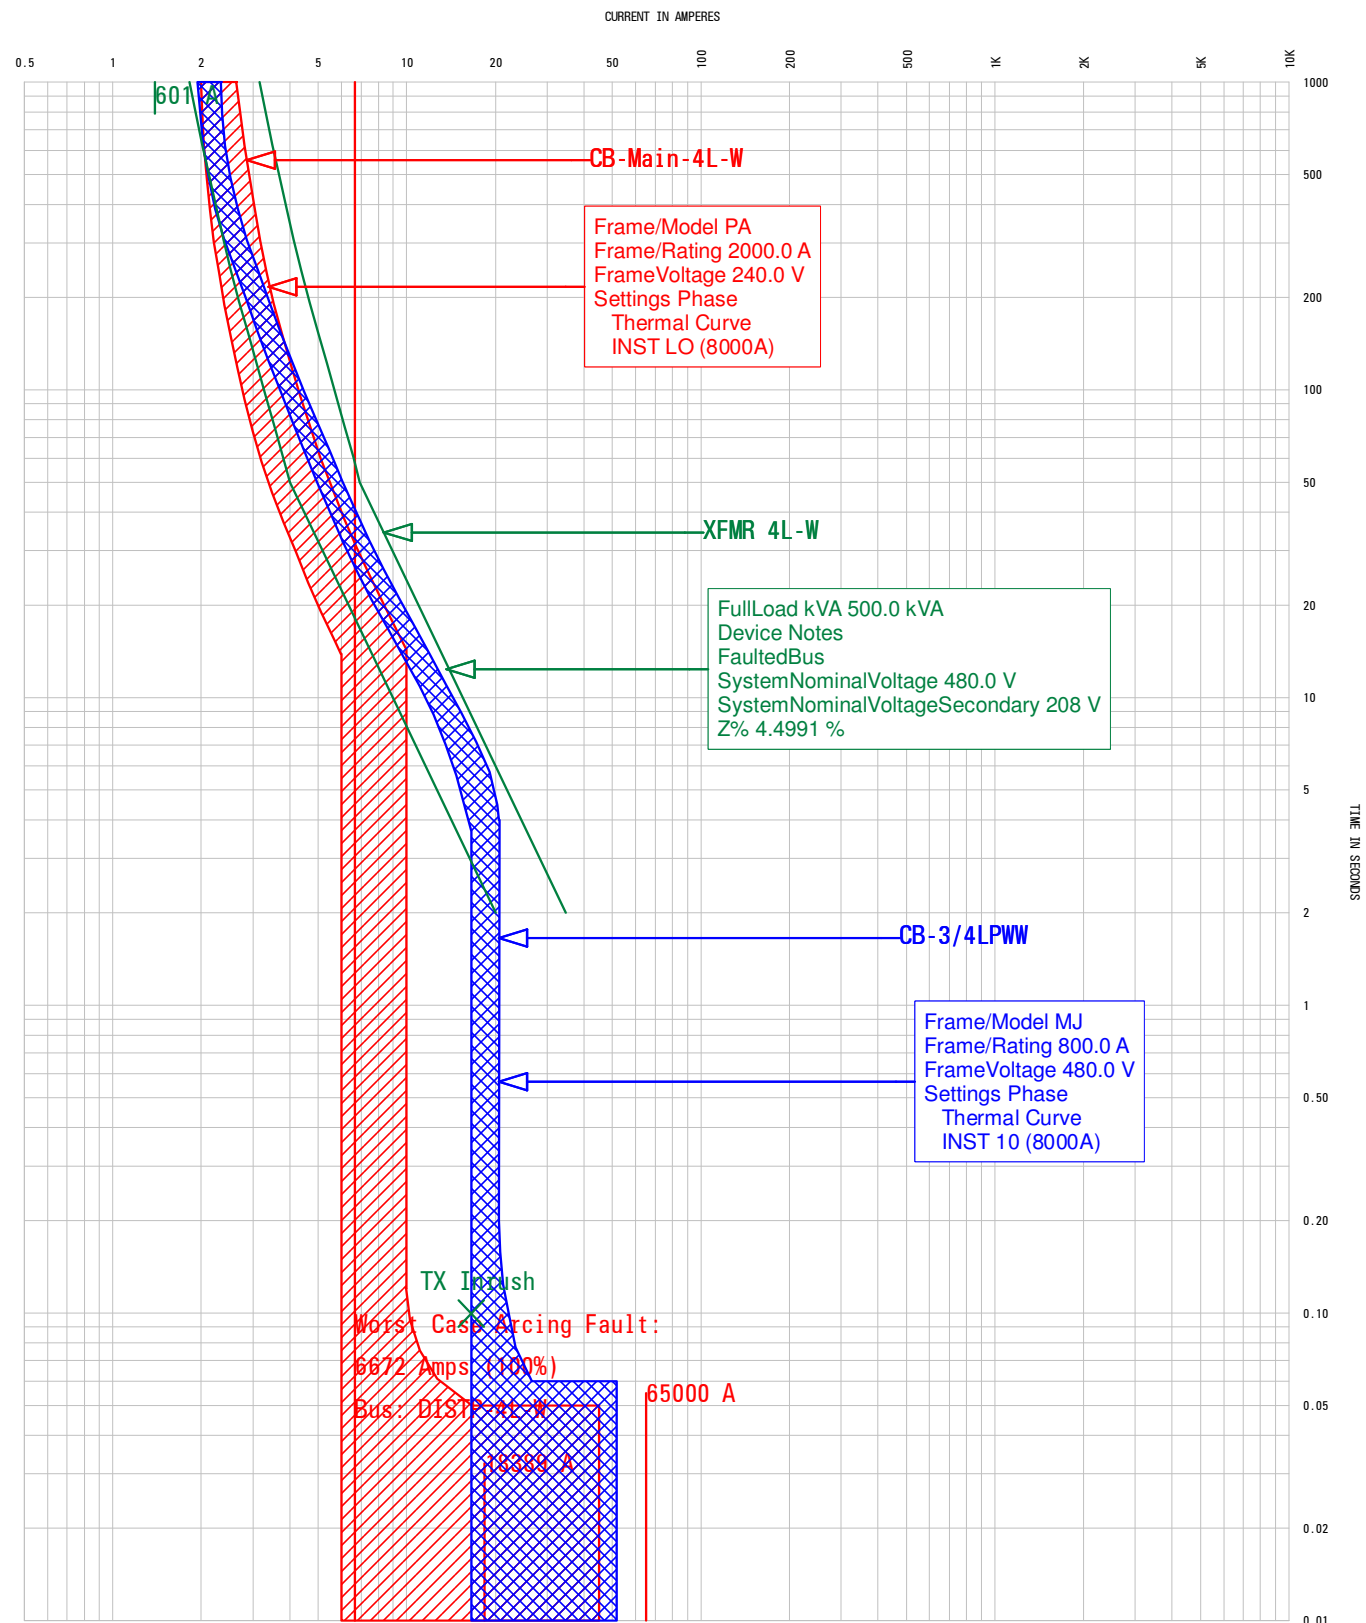 CURRENT IN AMPERES
0.5 1 2 5 10 20 50 100 200 500 1K 2K 5K 10K
601 A
1000
CB-Main-4L-W
500
Frame/Model PA
Frame/Rating 2000.0 A
FrameVoltage 240.0 V
Settings Phase
Thermal Curve
INST LO (8000A)
200
100
50
XFMR 4L-W
20
FullLoad kVA 500.0 kVA
Device Notes
FaultedBus
SystemNominalVoltage 480.0 V
SystemNominalVoltageSecondary 208 V
Z% 4.4991 %
10
5
TIME IN SECONDS
2
CB-3/4LPWW
1
Frame/Model MJ
Frame/Rating 800.0 A
FrameVoltage 480.0 V
Settings Phase
Thermal Curve
INST 10 (8000A)
0.50
0.20
TX Inrush
0.10
Worst Case Arcing Fault:
6672 Amps (100%)
65000 A
Bus: DISTP-4L-W
0.05
18389 A
0.02
0.01